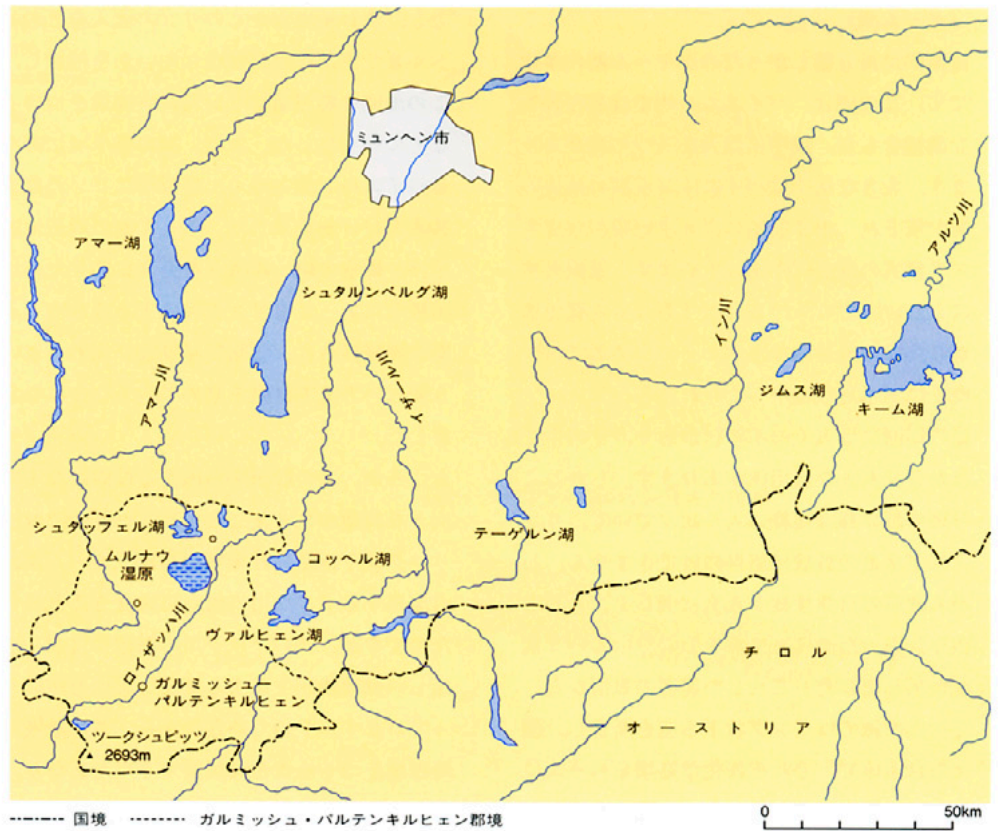 ミュンヘン市
アマー湖
シュタルンベルグ湖
アルツ川
イン川
アマー川
イザール川
ジムス湖
キーム湖
シュタッフェル湖
テーゲルン湖
ムルナウ
湿原
コッヘル湖
ヴァルヒェン湖
ロイザッハ川
チロル
ガルミッシュー
パルテンキルヒェン
オーストリア
ツークシュピッツ
2693m
国境
ガルミッシュ・パルテンキルヒェン郡境
0
50km